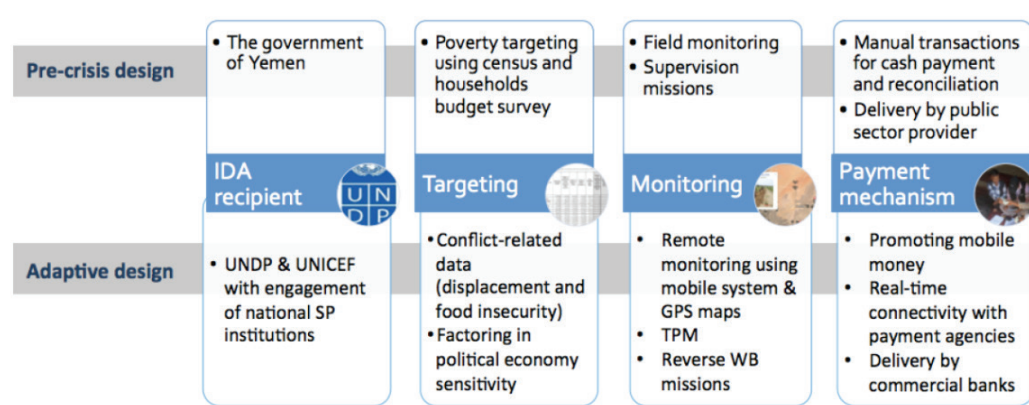 Pre-crisis design
• The government
of Yemen
• Poverty targeting
using census and
households
budget survey
• Field monitoring
• Supervision
missions
• Manual transactions
for cash payment
and reconciliation
• Delivery by public
sector provider
IDA
recipient
U N
D P
Targeting
Monitoring
Payment
mechanism
Adaptive design
• UNDP & UNICEF
with engagement
of national SP
institutions
• Conflict-related
data
(displacement and
food insecurity)
• Factoring in
political economy
sensitivity
• Remote
monitoring using
mobile system &
GPS maps
• TPM
• Reverse WB
missions
• Promoting mobile
money
• Real-time
connectivity with
payment agencies
• Delivery by
commercial banks